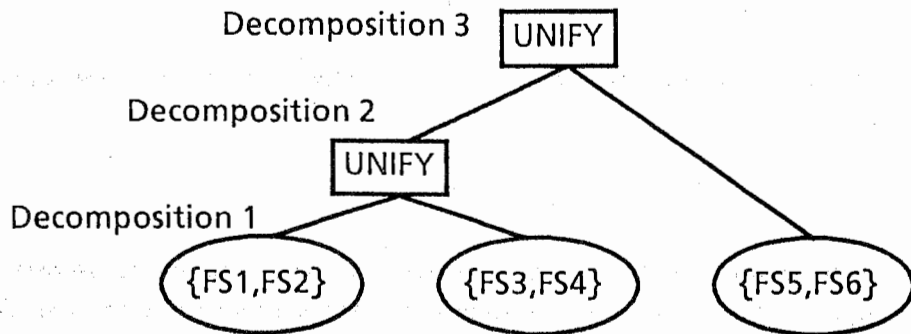 Decomposition 3
UNIFY
Decomposition 2
UNIFY
Decomposition 1
{FS1,FS2}
{FS3,FS4}
{FS5,FS6}